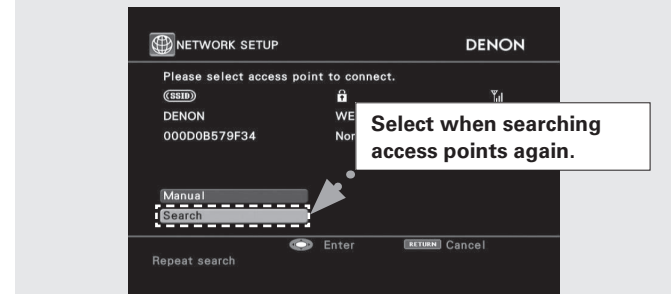 NETWORK SETUP DENON
Please select access point to connect.
(SSID)
DENON WE
000D0B579F34 Nor
Select when searching
access points again.
Manual
Search
Enter RETURN Cancel
Repeat search